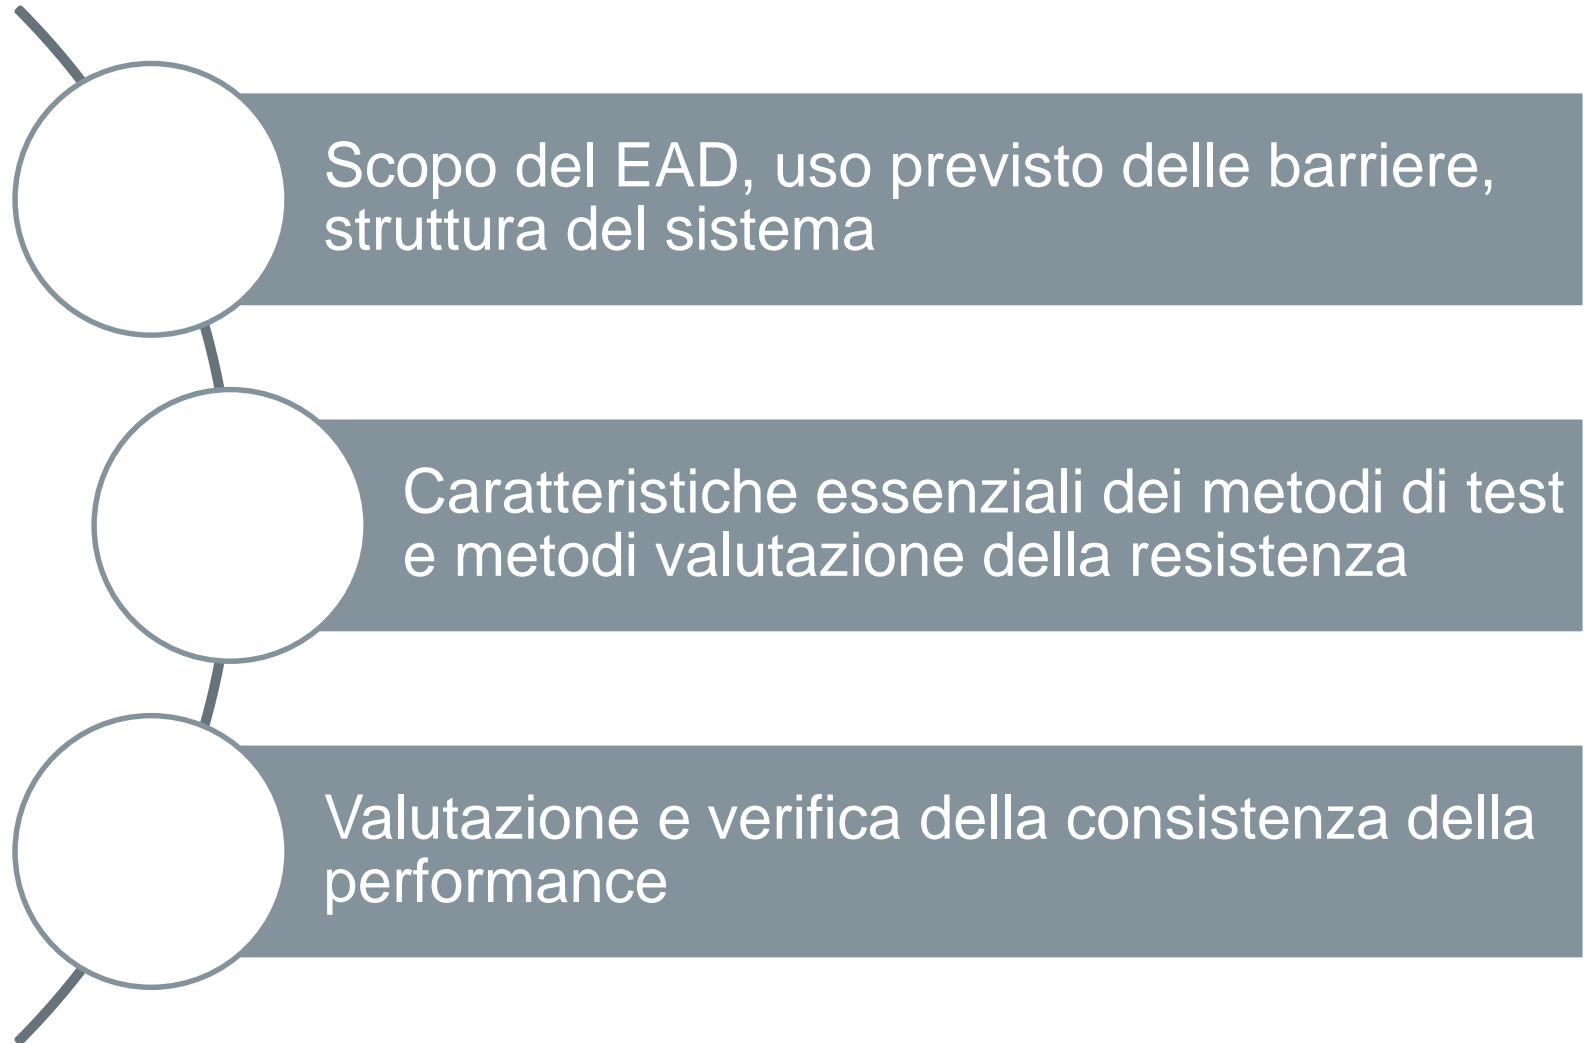 Scopo del EAD, uso previsto delle barriere,
struttura del sistema
Caratteristiche essenziali dei metodi di test
e metodi valutazione della resistenza
Valutazione e verifica della consistenza della
performance